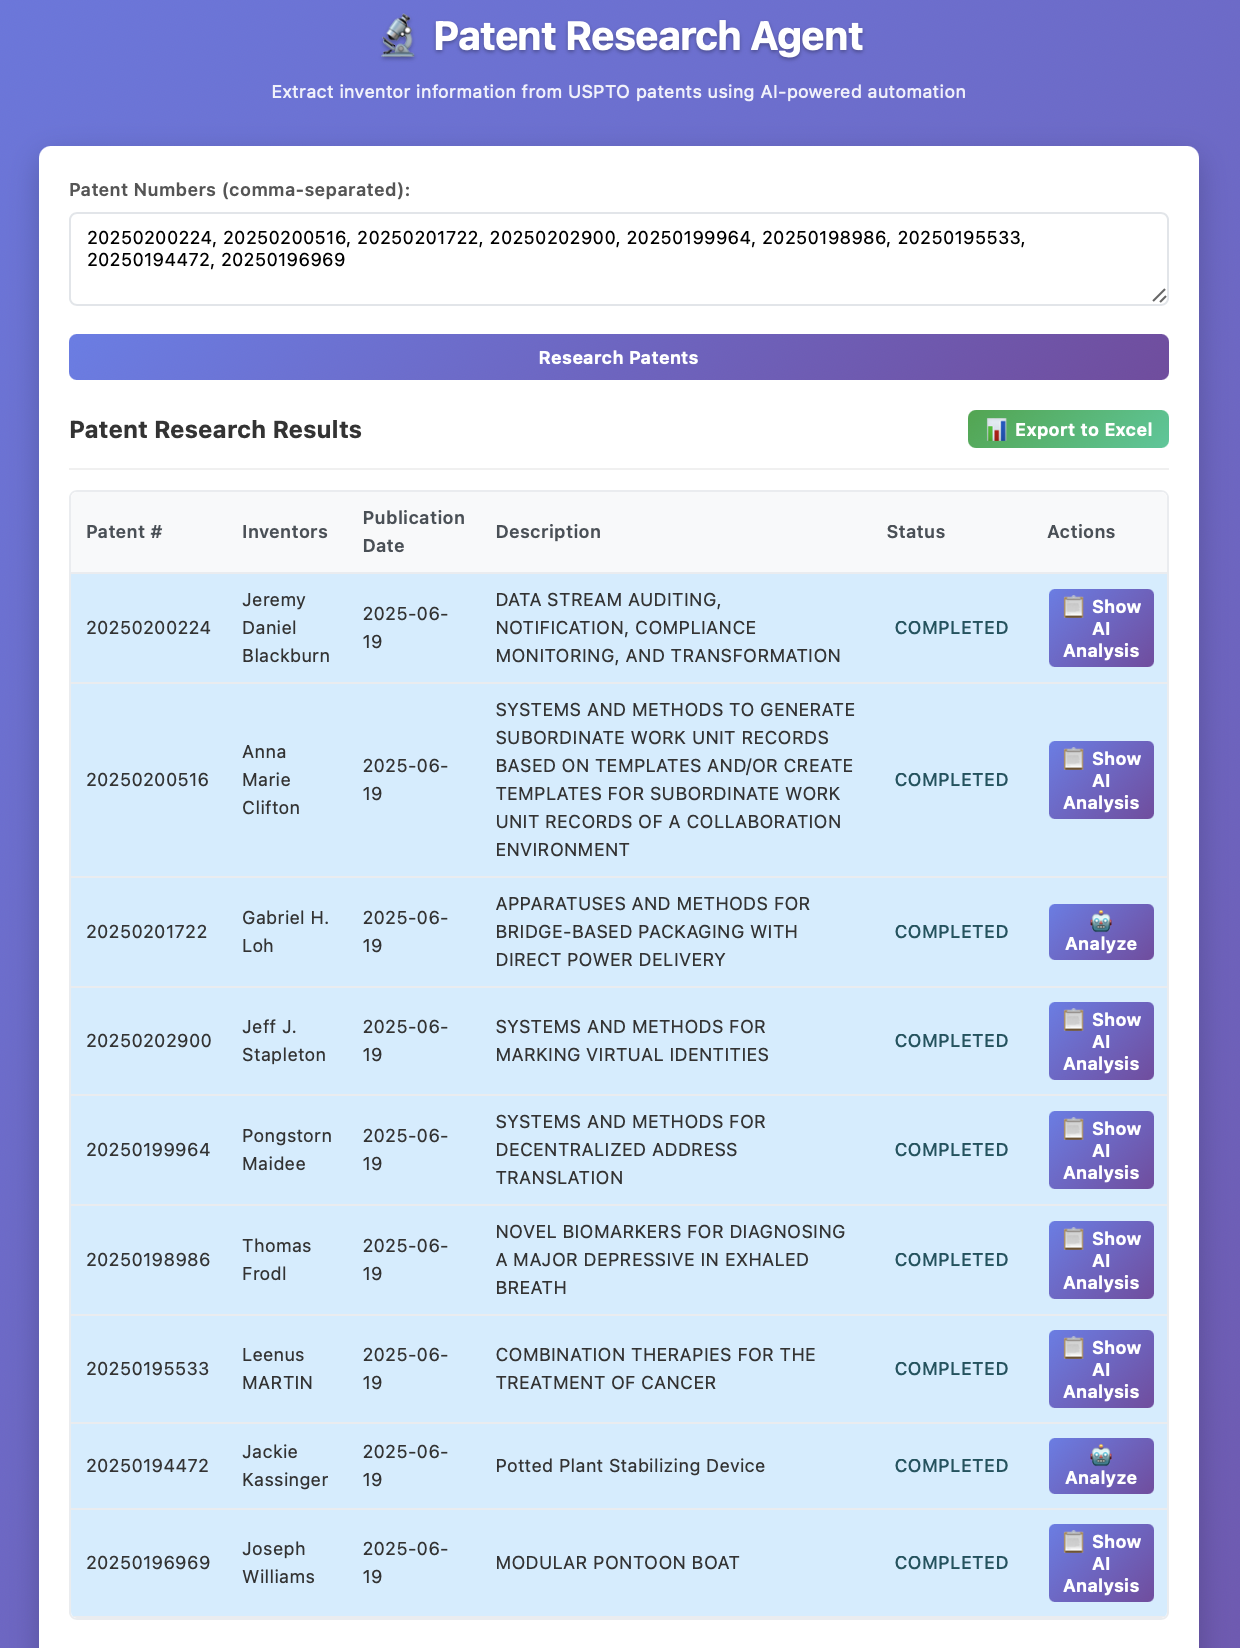 Patent Research Agent
Extract inventor information from USPTO patents using AI-powered automation
Patent Numbers (comma-separated):
20250200224, 20250200516, 20250201722, 20250202900, 20250199964, 20250198986, 20250195533,
20250194472, 20250196969
Research Patents
Patent Research Results
Export to Excel
Patent #
Inventors
Publication
Date
Description
Status
Actions
20250200224
Jeremy
Daniel
Blackburn
2025-06-
19
DATA STREAM AUDITING,
NOTIFICATION, COMPLIANCE
MONITORING, AND TRANSFORMATION
COMPLETED
Show
AI
Analysis
20250200516
Anna
Marie
Clifton
2025-06-
19
SYSTEMS AND METHODS TO GENERATE
SUBORDINATE WORK UNIT RECORDS
BASED ON TEMPLATES AND/OR CREATE
TEMPLATES FOR SUBORDINATE WORK
UNIT RECORDS OF A COLLABORATION
ENVIRONMENT
COMPLETED
Show
AI
Analysis
20250201722
Gabriel H.
Loh
2025-06-
19
APPARATUSES AND METHODS FOR
BRIDGE-BASED PACKAGING WITH
DIRECT POWER DELIVERY
COMPLETED
Analyze
20250202900
Jeff J.
Stapleton
2025-06-
19
SYSTEMS AND METHODS FOR
MARKING VIRTUAL IDENTITIES
COMPLETED
Show
AI
Analysis
20250199964
Pongstorn
Maidee
2025-06-
19
SYSTEMS AND METHODS FOR
DECENTRALIZED ADDRESS
TRANSLATION
COMPLETED
Show
AI
Analysis
20250198986
Thomas
Frodl
2025-06-
19
NOVEL BIOMARKERS FOR DIAGNOSING
A MAJOR DEPRESSIVE IN EXHALED
BREATH
COMPLETED
Show
AI
Analysis
20250195533
Leenus
MARTIN
2025-06-
19
COMBINATION THERAPIES FOR THE
TREATMENT OF CANCER
COMPLETED
Show
AI
Analysis
20250194472
Jackie
Kassinger
2025-06-
19
Potted Plant Stabilizing Device
COMPLETED
Analyze
20250196969
Joseph
Williams
2025-06-
19
MODULAR PONTOON BOAT
COMPLETED
Show
AI
Analysis